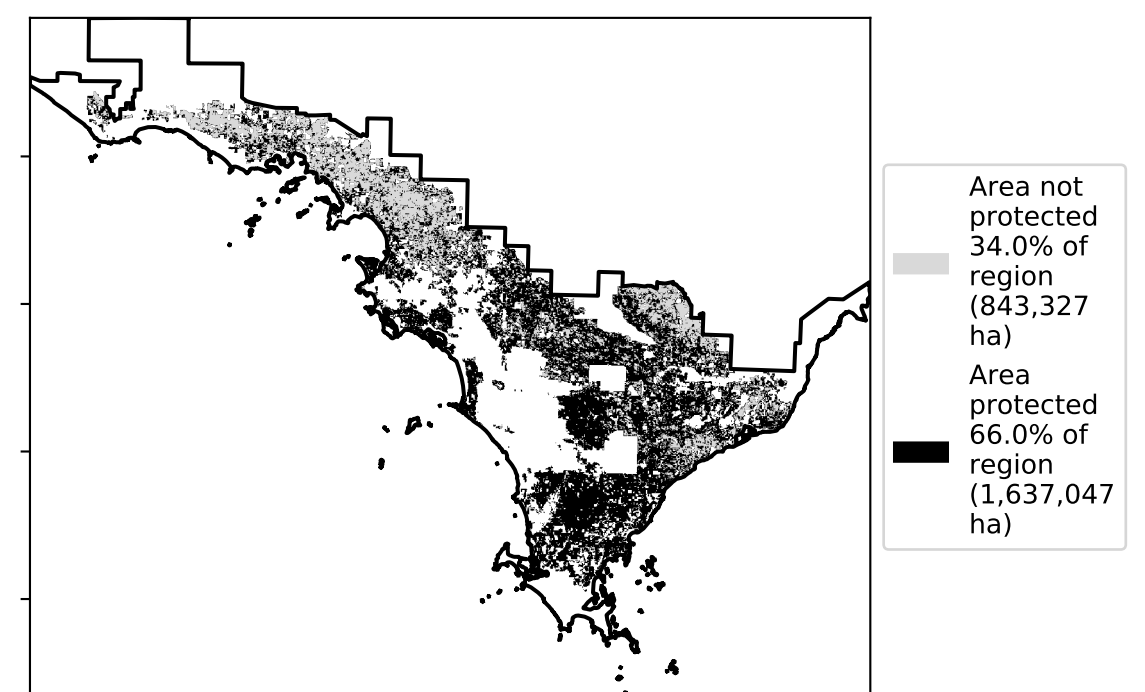 Area not
protected
34.0% of
region
(843,327
ha)
Area
protected
66.0% of
region
(1,637,047
ha)